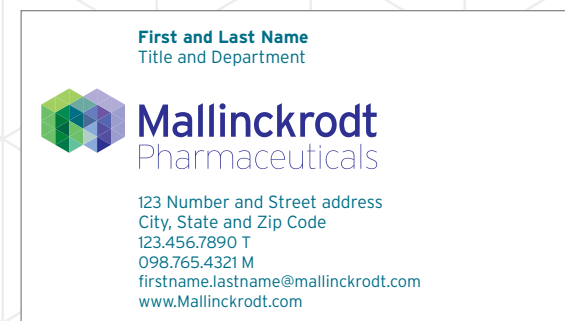 First and Last Name
Title and Department
Mallinckrodt
Pharmaceuticals
123 Number and Street address
City, State and Zip Code
123.456.7890 T
098.765.4321 M
firstname.lastname@mallinckrodt.com
www.Mallinckrodt.com